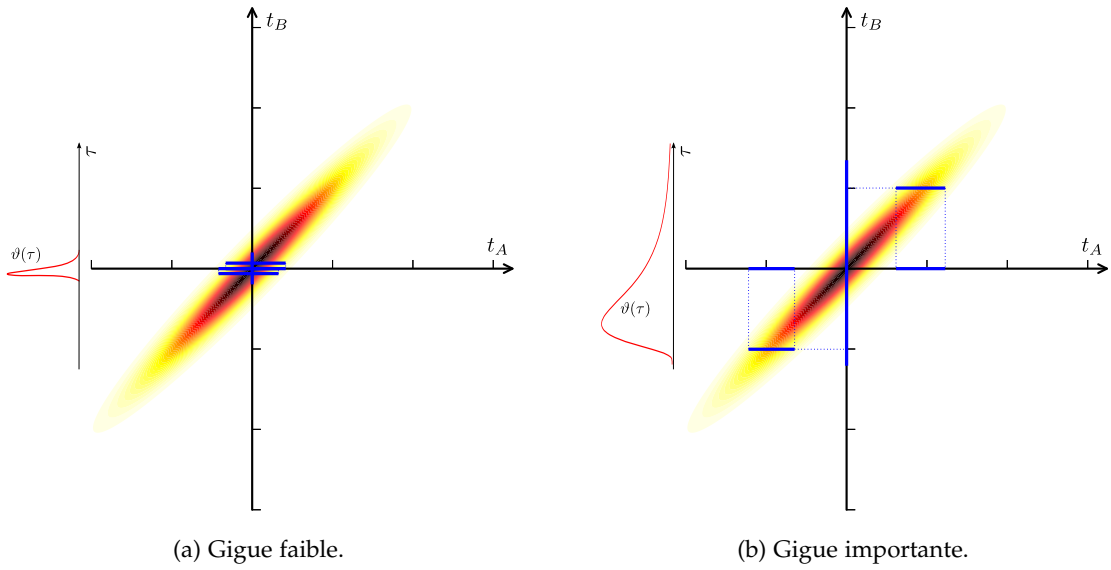 t_B
t_B
τ
τ
t_A
t_A
ϑ(τ)
ϑ(τ)
(a) Gigue faible.
(b) Gigue importante.